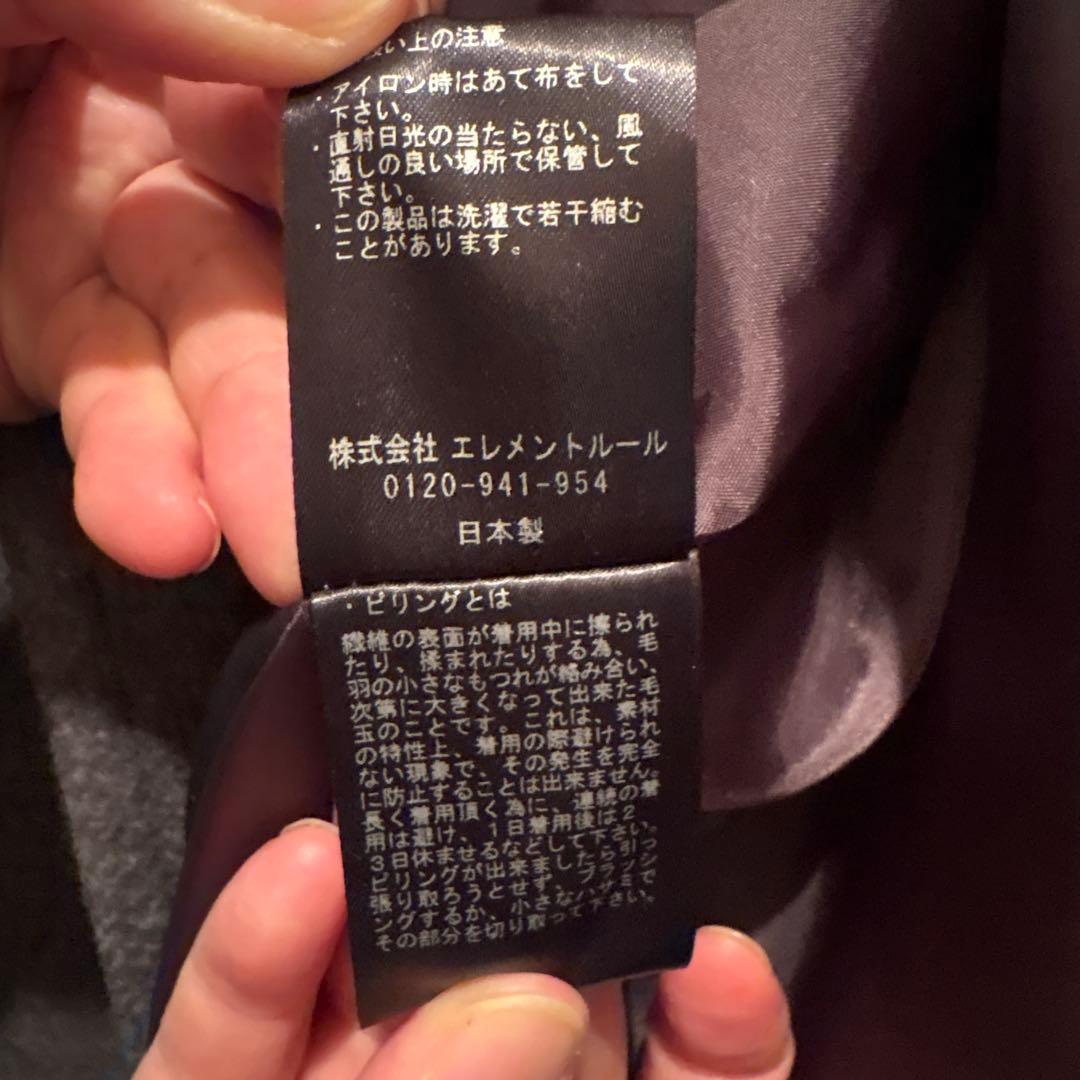 扱い上の注意
・アイロン時はあて布をして
下さい。
・直射日光の当たらない、風
通しの良い場所で保管して
下さい。
・この製品は洗濯で若干縮む
ことがあります。
株式会社 エレメントルール
0120-941-954
日本製
・ピリングとは
繊維の表面が着用中に擦られ
たり、揉まれたりする為、毛
羽の小さなもつれが絡み合い、
次第に大きくなって出来た毛
玉のことです。これは、素材
の特性上、着用の際避けられ
ない現象で、その発生を完全
に防止することは出来ません。
長く着用頂く為に、連続の着
用は避け、1日着用後は2
3日休ませるなどして下さい。
ピリングが出来ましたら引っ
張り取ろうとせず、ブラッシ
ングするか、小さなハサミで
その部分を切り取って下さい。